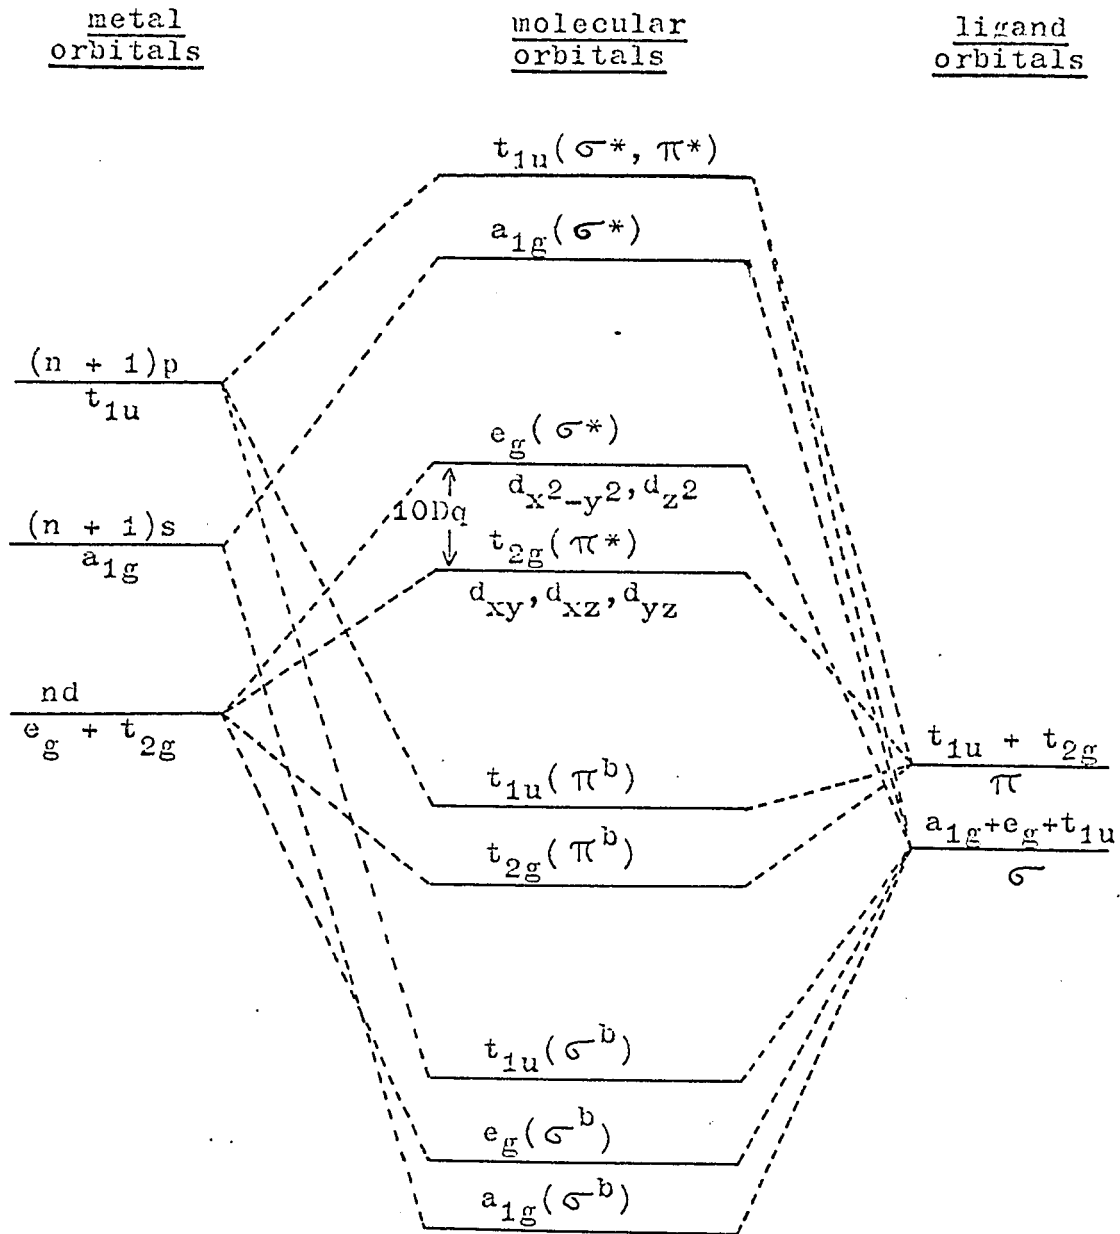 metal orbitals
molecular orbitals
ligand orbitals
t1u(σ*, π*)
a1g(σ*)
(n + 1)p
t1u
eg(σ*)
dx2-y2,dz2
10Dq
(n + 1)s
a1g
t2g(π*)
dxy,dxz,dyz
nd
eg + t2g
t1u + t2g
π
t1u(πb)
a1g+eg+t1u
σ
t2g(πb)
t1u(σb)
eg(σb)
a1g(σb)